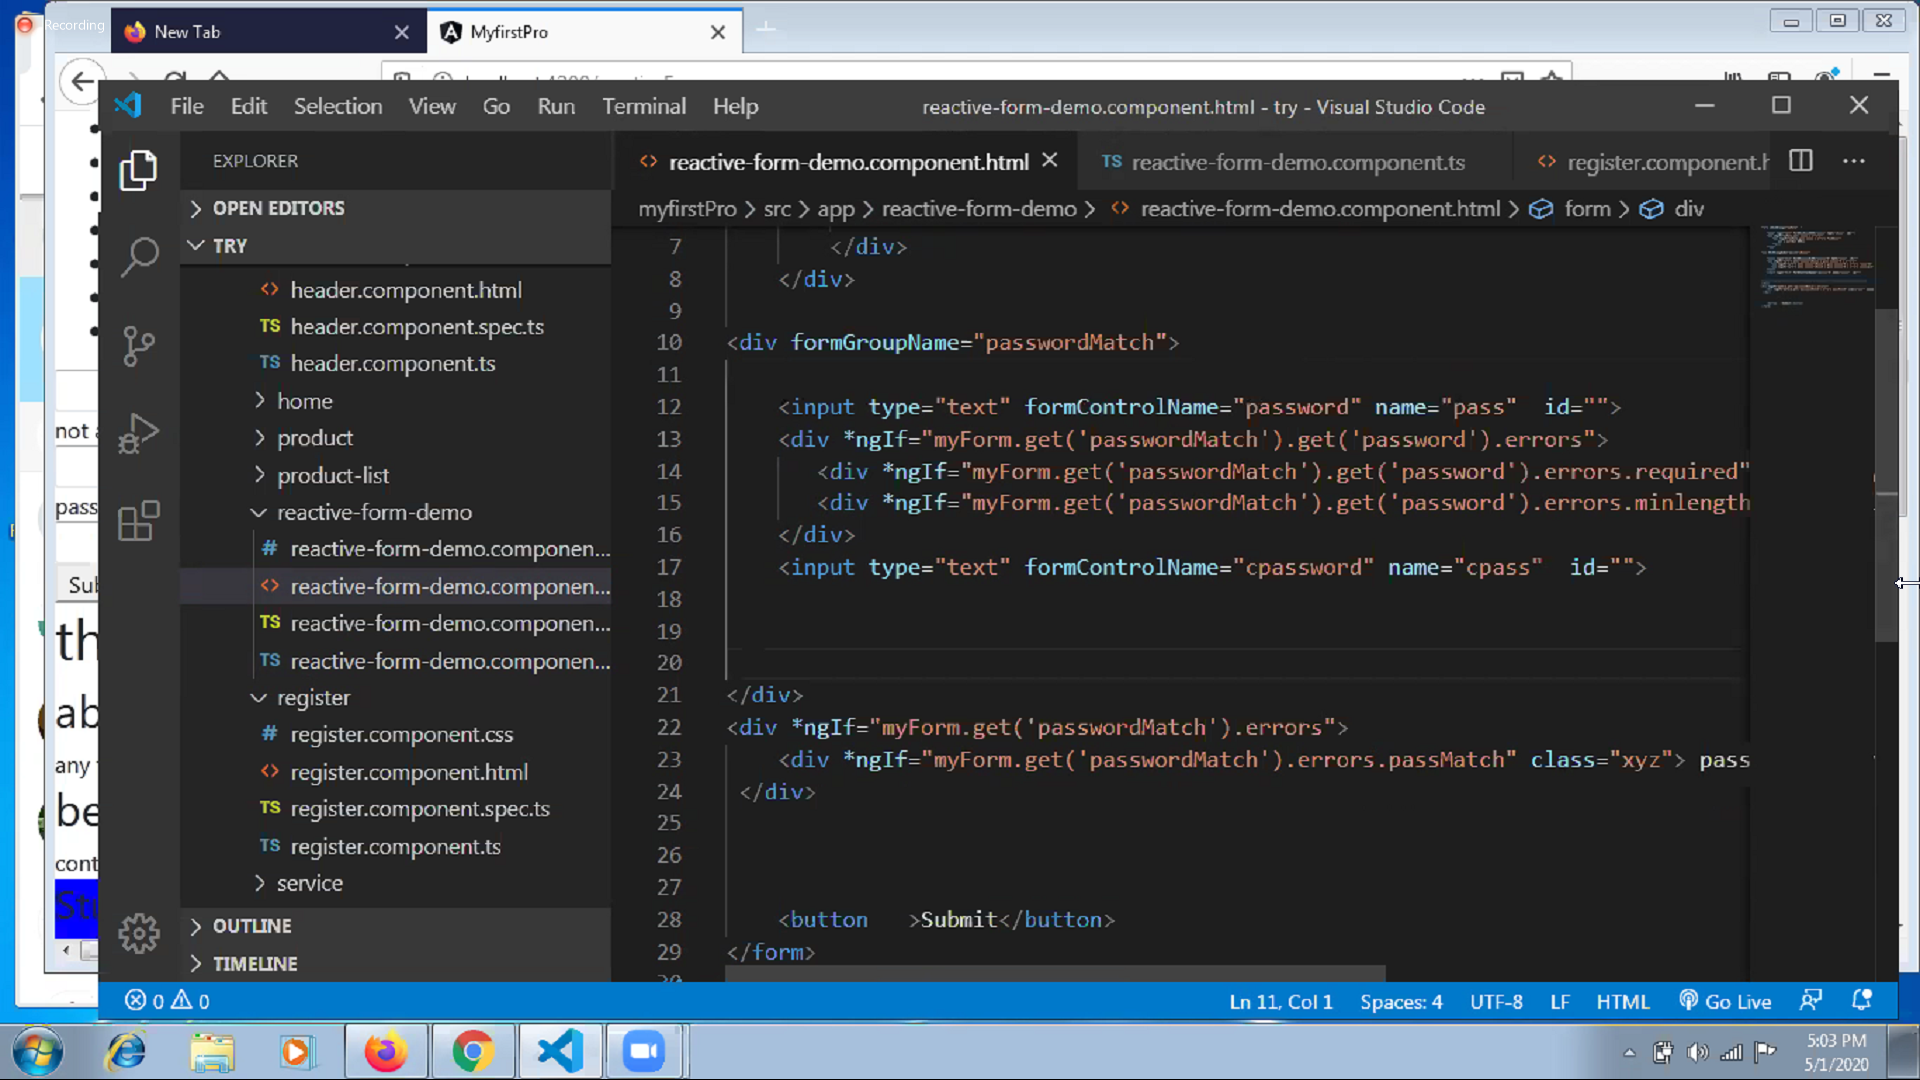 Recording
New Tab
MyfirstPro
File Edit Selection View Go Run Terminal Help
reactive-form-demo.component.html - try - Visual Studio Code
EXPLORER
reactive-form-demo.component.html
TS reactive-form-demo.component.ts
register.component.h
OPEN EDITORS
myfirstPro > src > app > reactive-form-demo > reactive-form-demo.component.html > form > div
TRY
header.component.html
TS header.component.spec.ts
TS header.component.ts
home
product
product-list
reactive-form-demo
# reactive-form-demo.componen...
<> reactive-form-demo.componen...
TS reactive-form-demo.componen...
TS reactive-form-demo.componen...
register
# register.component.css
<> register.component.html
TS register.component.spec.ts
TS register.component.ts
service
OUTLINE
TIMELINE
7 </div>
8 </div>
9
10 <div formGroupName="passwordMatch">
11
12 <input type="text" formControlName="password" name="pass" id="">
13 <div *ngIf="myForm.get('passwordMatch').get('password').errors">
14 <div *ngIf="myForm.get('passwordMatch').get('password').errors.required"
15 <div *ngIf="myForm.get('passwordMatch').get('password').errors.minlength
16 </div>
17 <input type="text" formControlName="cpassword" name="cpass" id="">
18
19
20
21 </div>
22 <div *ngIf="myForm.get('passwordMatch').errors">
23 <div *ngIf="myForm.get('passwordMatch').errors.passMatch" class="xyz"> pass
24 </div>
25
26
27
28 <button >Submit</button>
29 </form>
not
pass
Sub
th
ab
any
be
cont
0 0
Ln 11, Col 1 Spaces: 4 UTF-8 LF HTML Go Live
5:03 PM
5/1/2020